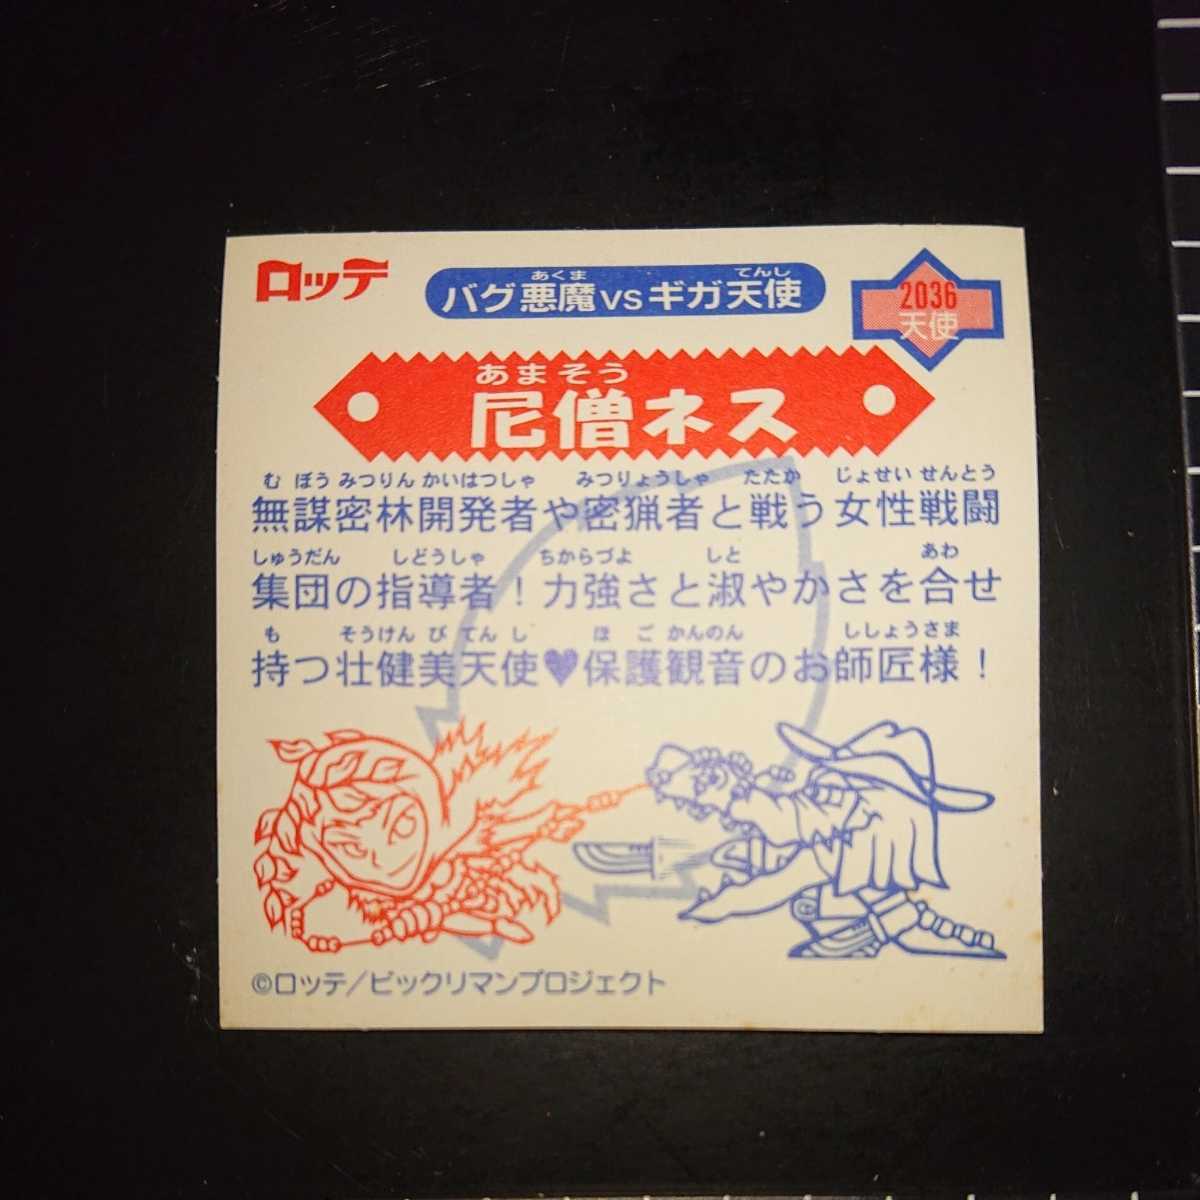 ロッテ
あくま てんし
バグ悪魔VSギガ天使
2036
天使
あまそう
尼僧ネス
むぼうみつりんかいはつしゃ みつりょうしゃ たたか じょせいせんとう
無謀密林開発者や密猟者と戦う女性戦闘
しゅうだん しどうしゃ ちからづよ しと あわ
集団の指導者!力強さと淑やかさを合せ
も そうけんびてんし ほごかんのん ししょうさま
持つ壮健美天使♥保護観音のお師匠様!
©ロッテ/ビックリマンプロジェクト